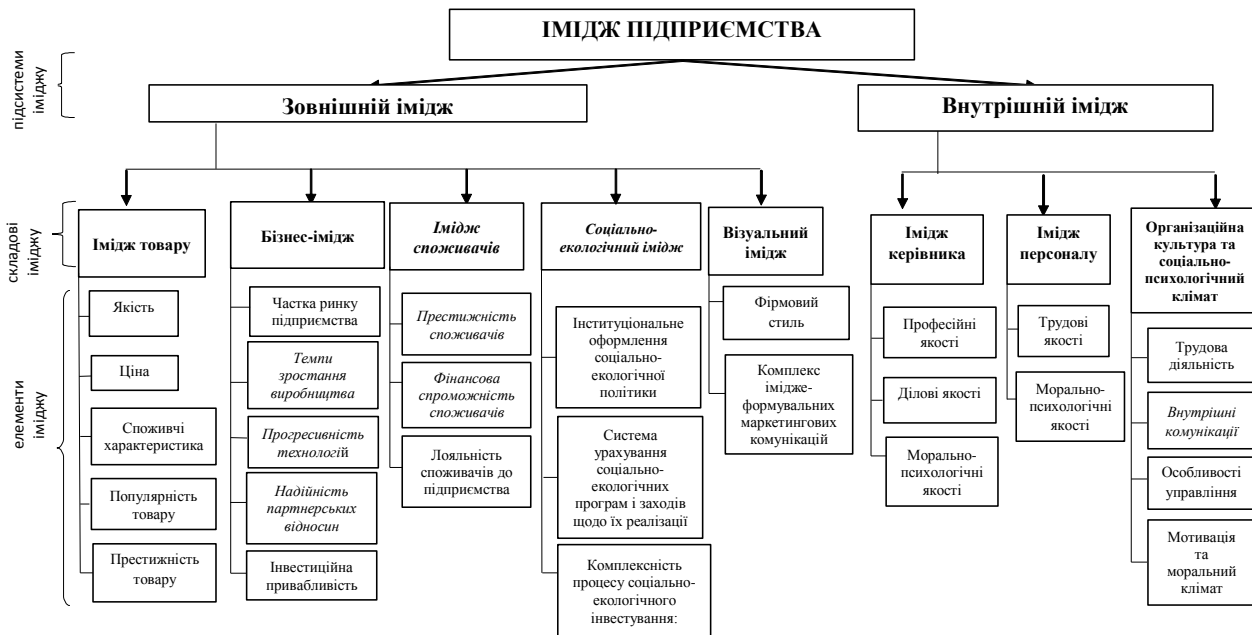 ІМІДЖ ПІДПРИЄМСТВА
підсистеми
іміджу
Зовнішній імідж
Внутрішній імідж
складові
іміджу
Імідж товару
Бізнес-імідж
Імідж
споживачів
Соціально-
екологічний імідж
Візуальний
імідж
Імідж
керівника
Імідж
персоналу
Організаційна
культура та
соціально-
психологічний
клімат
елементи
іміджу
Якість
Ціна
Споживчі
характеристика
Популярність
товару
Престижність
товару
Частка ринку
підприємства
Темпи
зростання
виробництва
Прогресивність
технологій
Надійність
партнерських
відносин
Інвестиційна
привабливість
Престижність
споживачів
Фінансова
спроможність
споживачів
Лояльність
споживачів до
підприємства
Інституціональне
оформлення
соціально-
екологічної
політики
Система
урахування
соціально-
екологічних
програм і заходів
щодо їх реалізації
Комплексність
процесу соціально-
екологічного
інвестування:
Фірмовий
стиль
Комплекс
імідже-
формувальних
маркетингових
комунікацій
Професійні
якості
Ділові якості
Морально-
психологічні
якості
Трудові
якості
Морально-
психологічні
якості
Трудова
діяльність
Внутрішні
комунікації
Особливості
управління
Мотивація
та
моральний
клімат